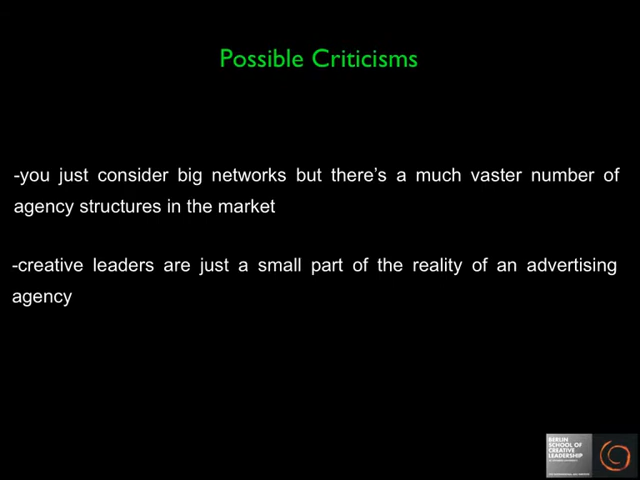 Possible Criticisms
-you just consider big networks but there's a much vaster number of
agency structures in the market
-creative leaders are just a small part of the reality of an advertising
agency
BERLIN
SCHOOL OF
CREATIVE
LEADERSHIP